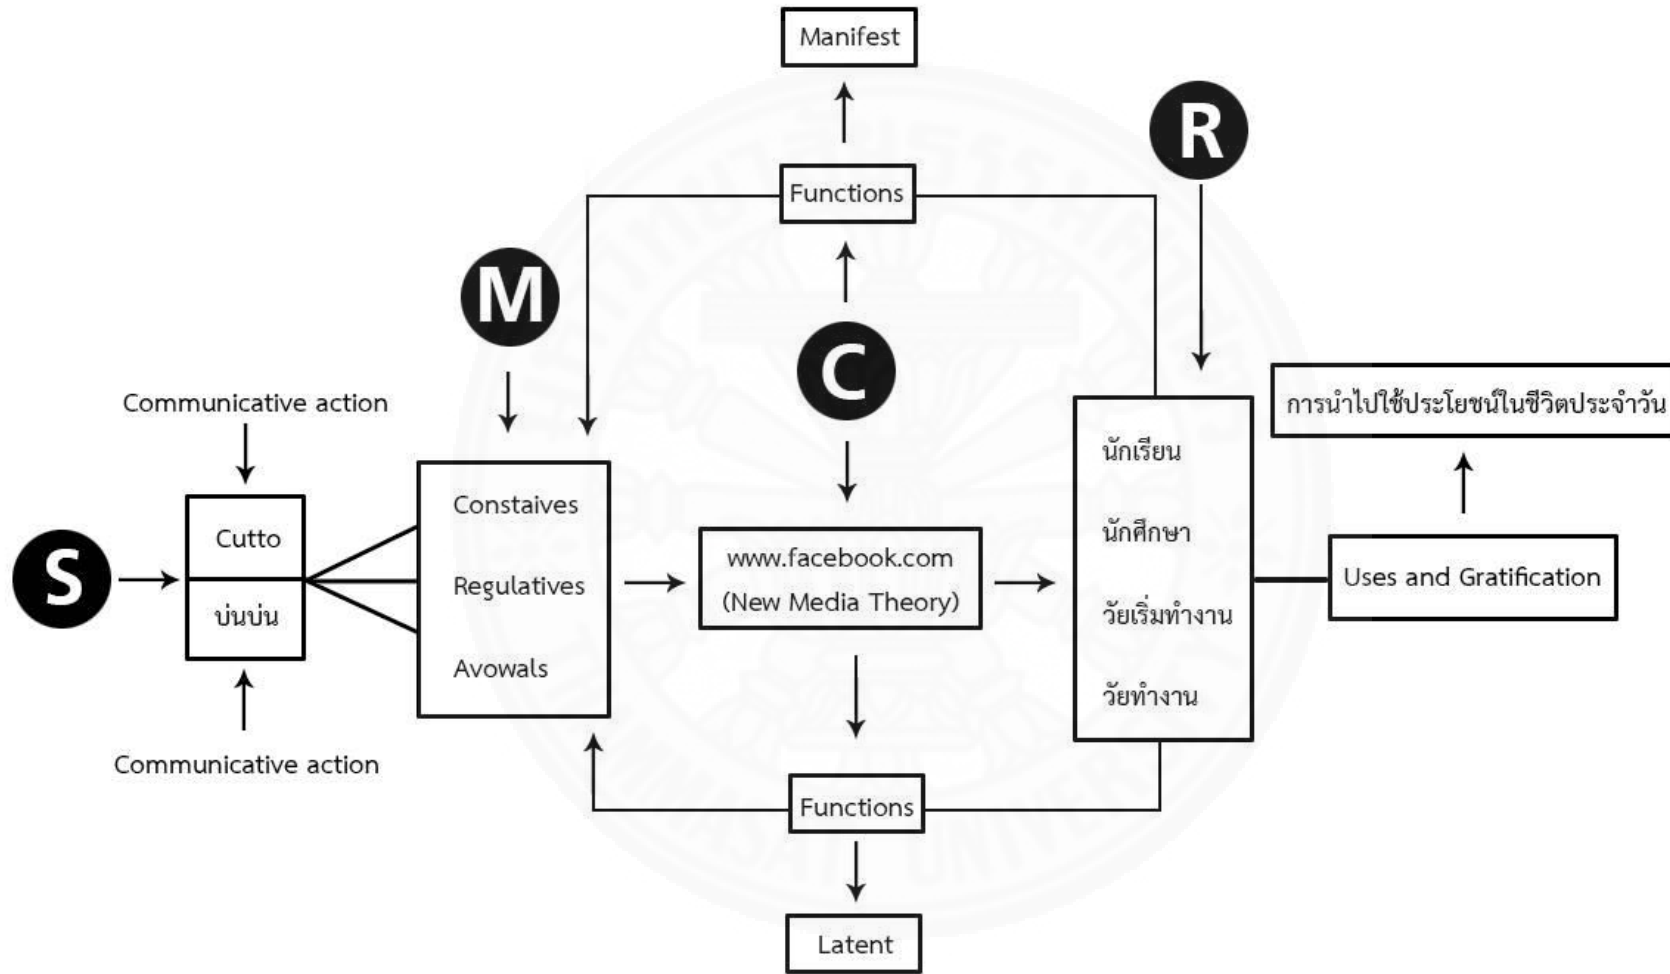 Manifest
R
Functions
M
C
Communicative action
การนำไปใช้ประโยชน์ในชีวิตประจำวัน
นักเรียน
Constaives
Cutto
นักศึกษา
www.facebook.com
(New Media Theory)
S
Regulatives
Uses and Gratification
บ่นบ่น
วัยเริ่มทำงาน
Avowals
วัยทำงาน
Communicative action
Functions
Latent